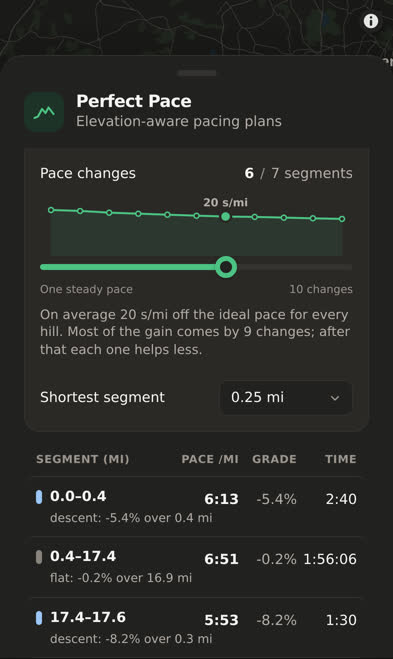 Perfect Pace
Elevation-aware pacing plans
Pace changes 6 / 7 segments
20 s/mi
One steady pace 10 changes
On average 20 s/mi off the ideal pace for every
hill. Most of the gain comes by 9 changes; after
that each one helps less.
Shortest segment 0.25 mi
SEGMENT (MI) PACE /MI GRADE TIME
0.0–0.4 6:13 -5.4% 2:40
descent: -5.4% over 0.4 mi
0.4–17.4 6:51 -0.2% 1:56:06
flat: -0.2% over 16.9 mi
17.4–17.6 5:53 -8.2% 1:30
descent: -8.2% over 0.3 mi